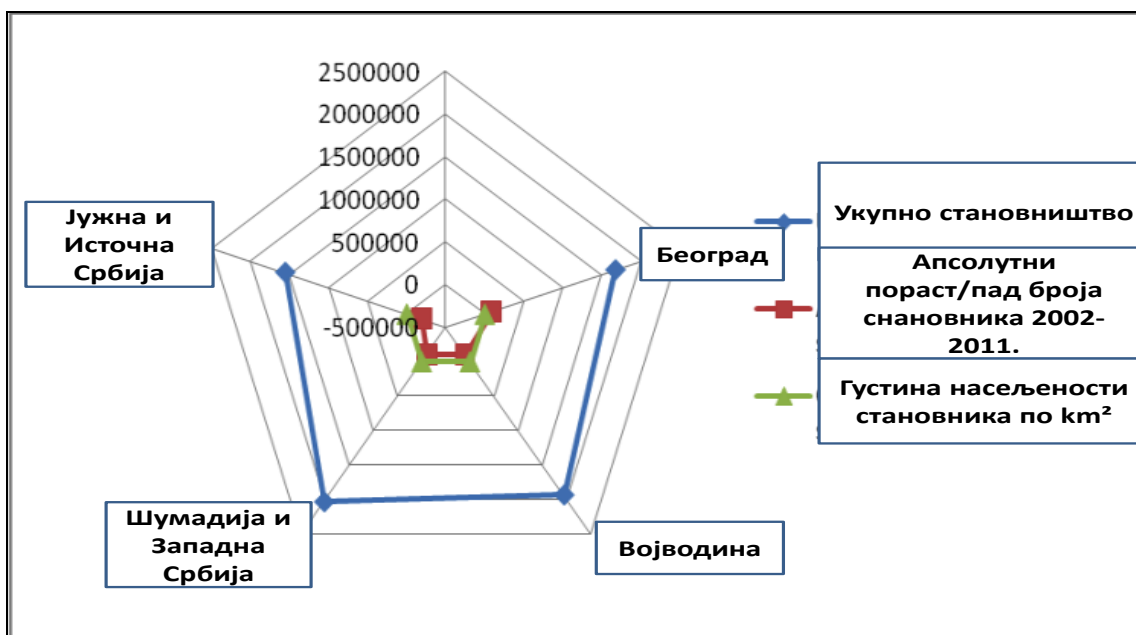 2500000
2000000
1500000
1000000
500000
0
-500000
Јужна и
Источна
Србија
Београд
Шумадија и
Западна
Србија
Војводина
Укупно становништво
Апсолутни
пораст/пад броја
снановника 2002-
2011.
Густина насељености
становника по km²